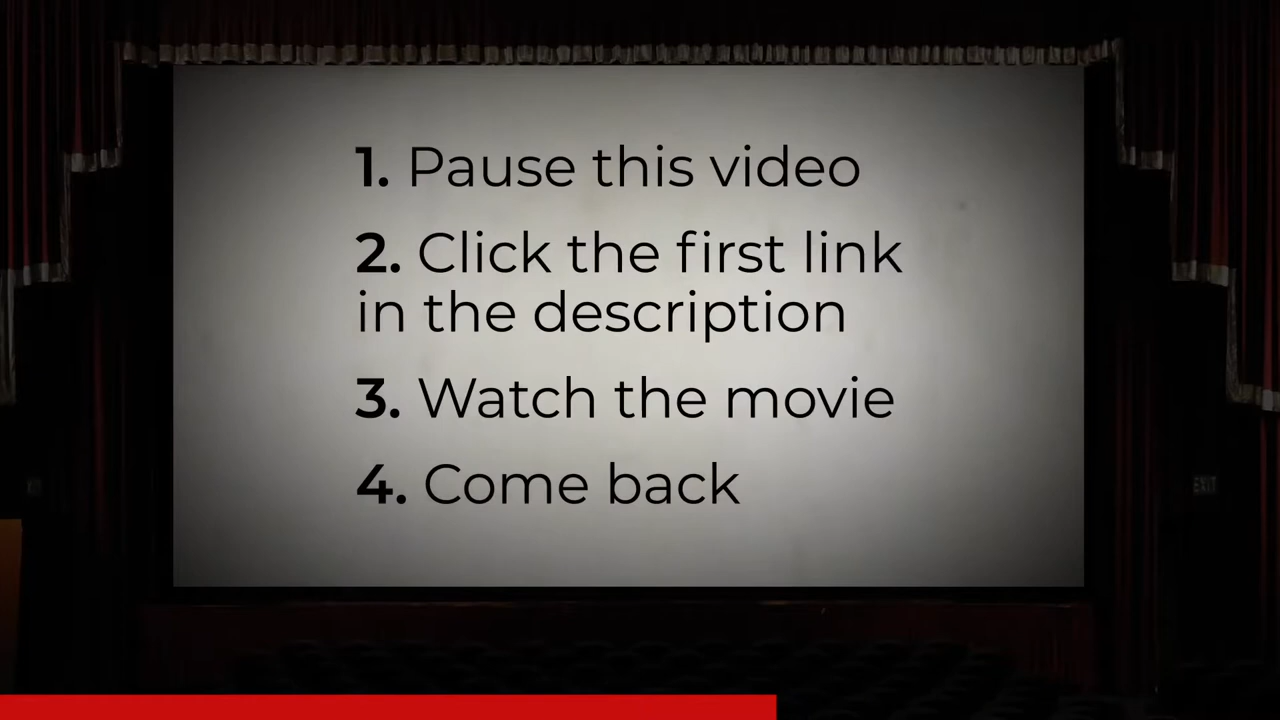 1. Pause this video
2. Click the first link
in the description
3. Watch the movie
4. Come back
EXIT